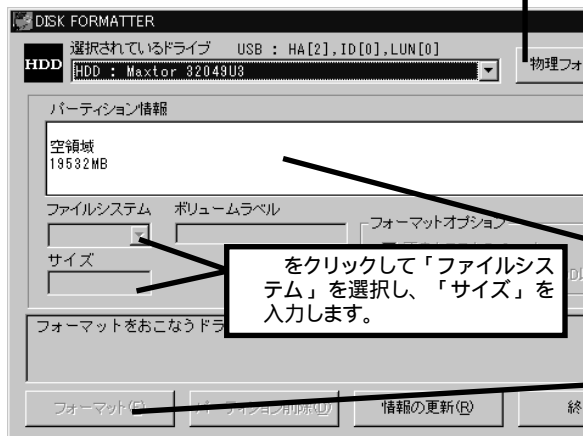 DISK FORMATTER
選択されているドライブ USB : HA[2],ID[0],LUN[0]
HDD
HDD : Maxtor 32049U3
物理フォ
パーティション情報
空領域
19532MB
ファイルシステム ボリュームラベル
フォーマットオプション
サイズ
をクリックして「ファイルシス
テム」を選択し、「サイズ」を
入力します。
フォーマットをおこなうドラ
フォーマット(F) パーティション削除(D) 情報の更新(R) 終